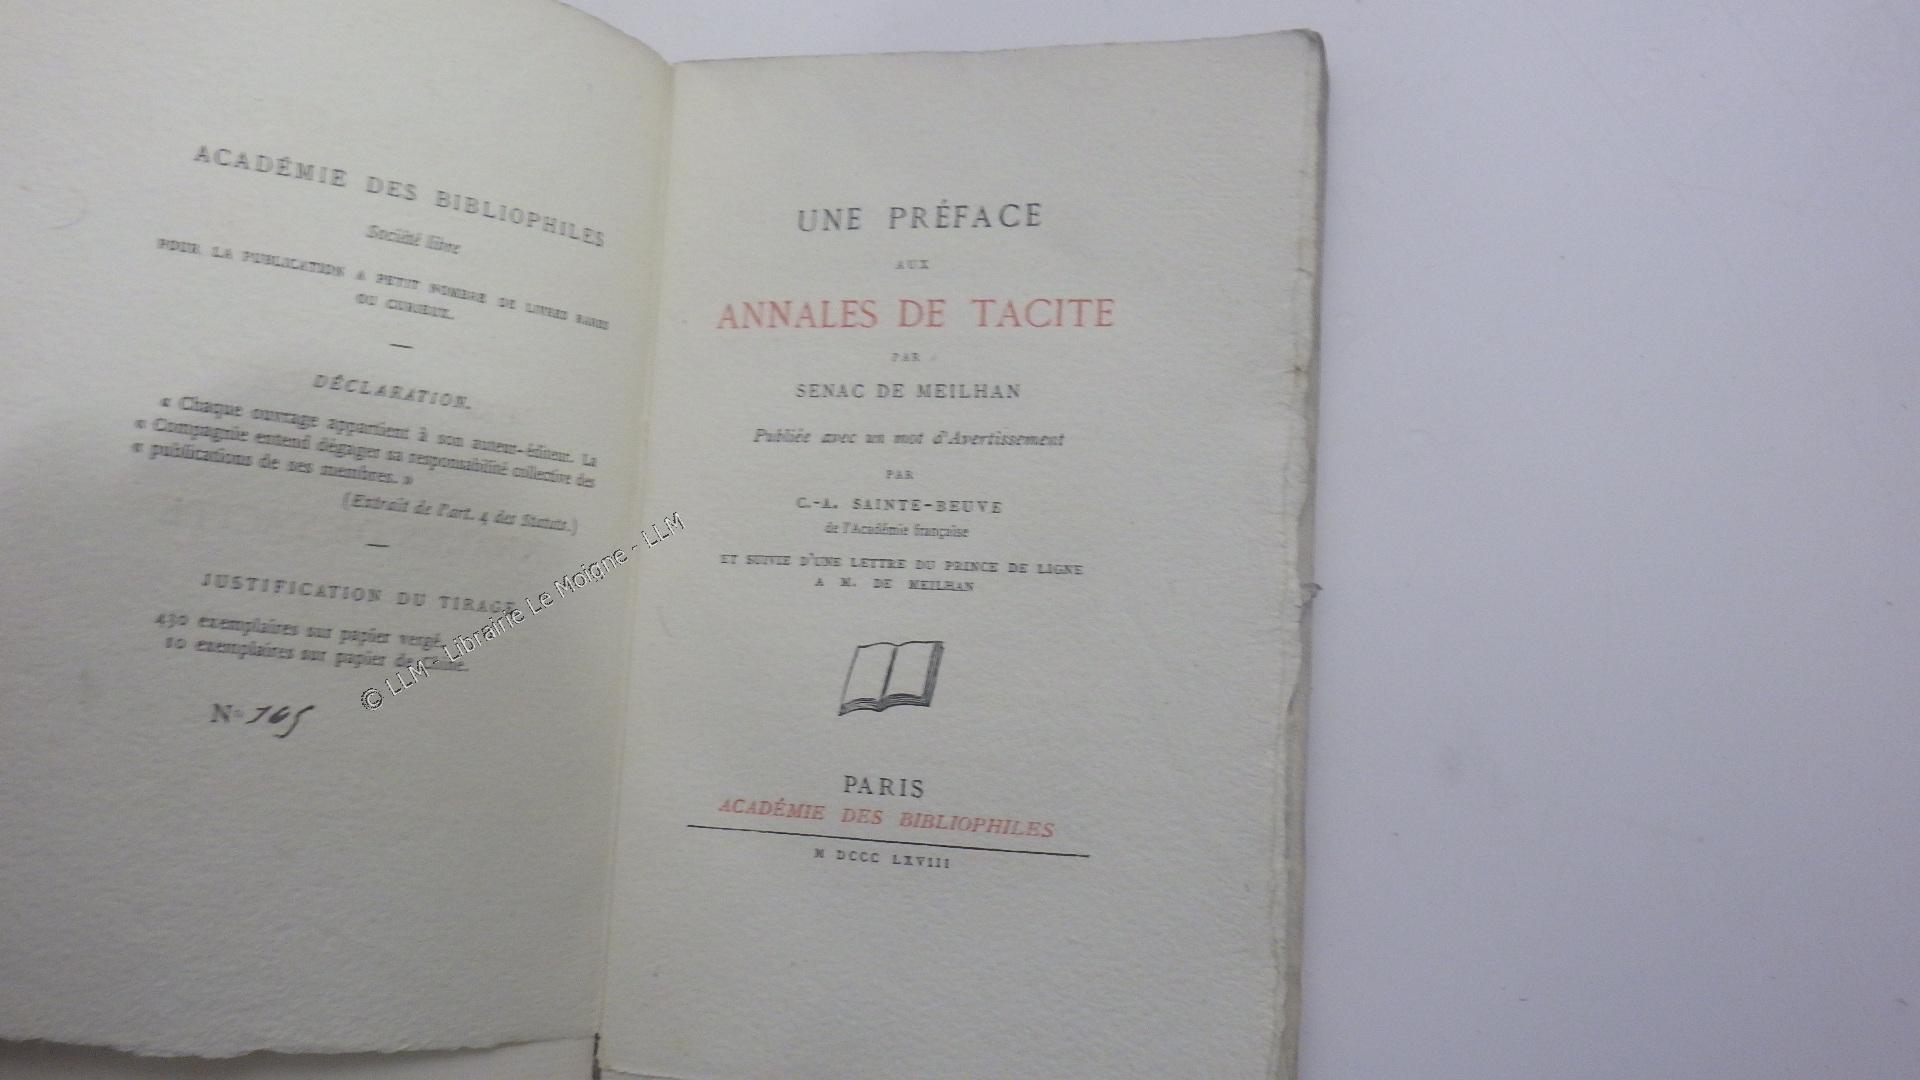 ACADÉMIE DES BIBLIOPHILES
Société libre
POUR LA PUBLICATION A PETIT NOMBRE DE LIVRES RARES
OU CURIEUX.
DÉCLARATION.
« Chaque ouvrage appartient à son auteur-éditeur. La
« Compagnie entend dégager sa responsabilité collective des
« publications de ses membres. »
(Extrait de l'art. 4 des Statuts.)
JUSTIFICATION DU TIRAGE
430 exemplaires sur papier vergé.
10 exemplaires sur papier de Chine.
No 165
© LLM - Librairie Le Moigne - LLM
UNE PRÉFACE
AUX
ANNALES DE TACITE
PAR
SENAC DE MEILHAN
Publiée avec un mot d'Avertissement
PAR
C.-A. SAINTE-BEUVE
de l'Académie française
ET SUIVIE D'UNE LETTRE DU PRINCE DE LIGNE
A M. DE MEILHAN
PARIS
ACADÉMIE DES BIBLIOPHILES
M DCCC LXVIII